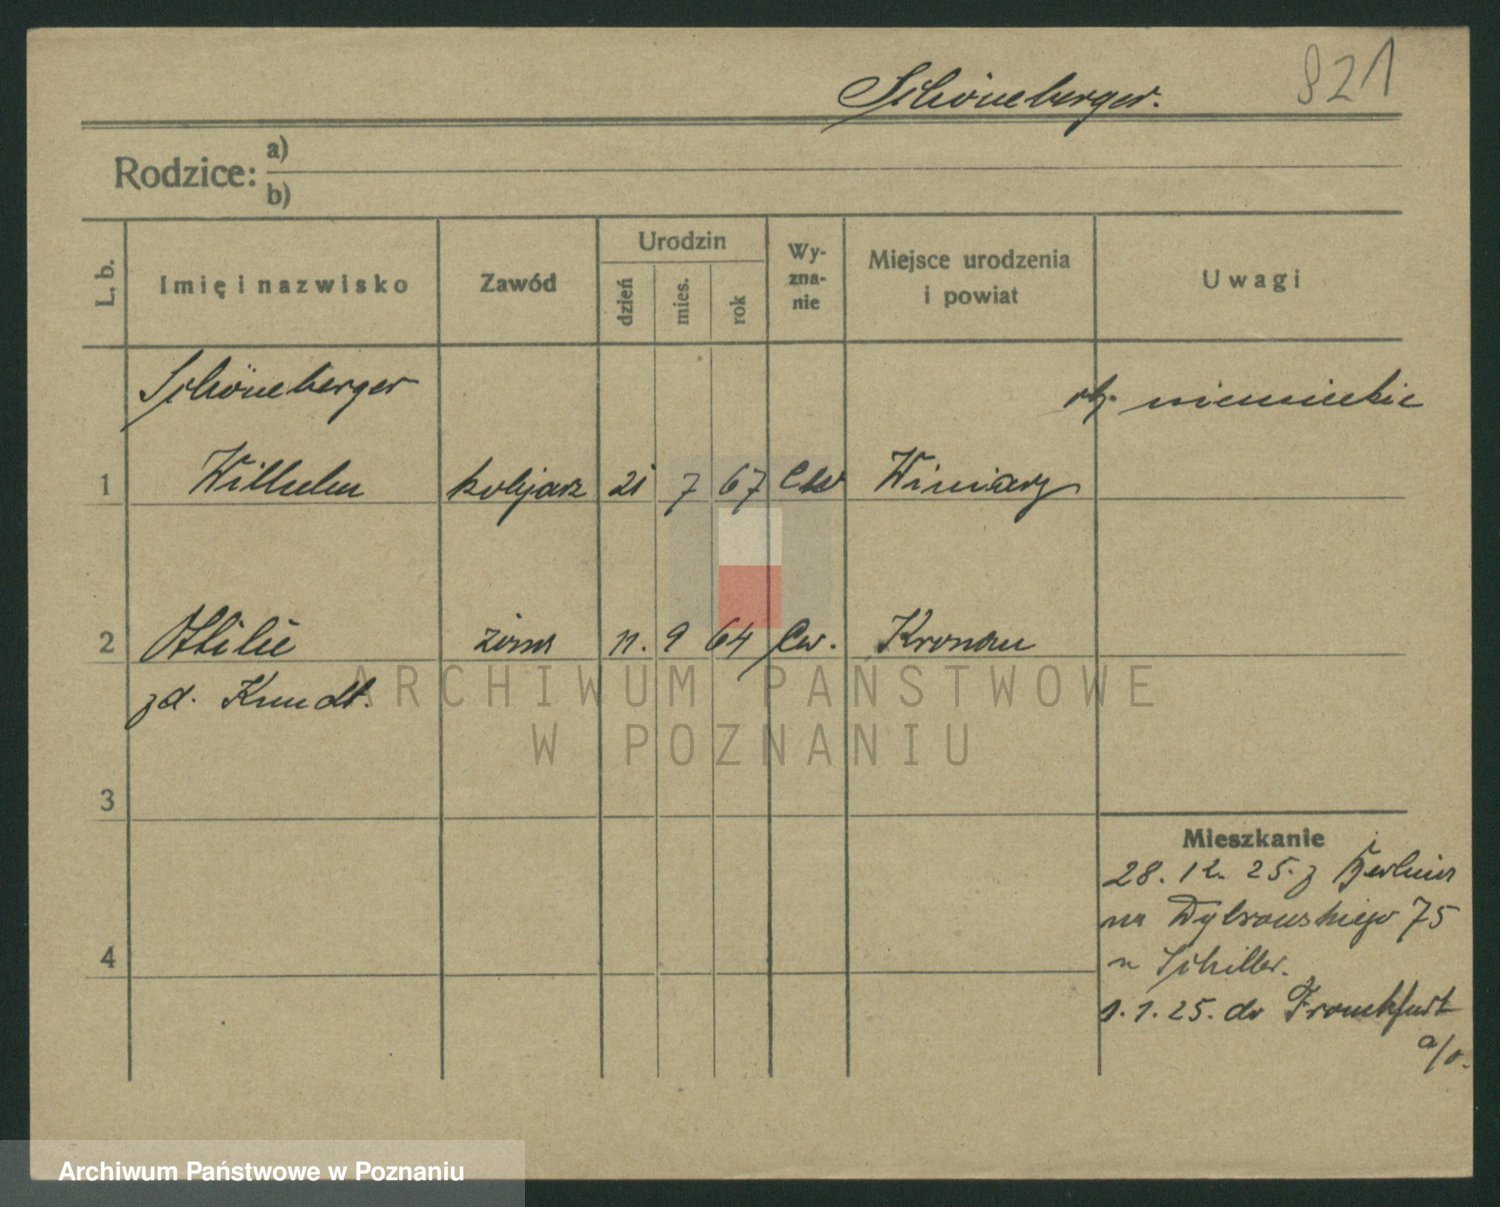 Schöneberger.
821
Rodzice: a)
b)
L. b. Imię i nazwisko Zawód Urodzin dzień mies. rok Wyznanie Miejsce urodzenia i powiat Uwagi
Schöneberger ob. niemieckie
1 Wilhelm kolejarz 21 7 67 Ew Winiary
2 Ottilie żona 11. 9 64 Ew. Kronau
zd. Kundt.
3
Mieszkanie
28. 12. 25. z Berlina
na Dąbrowskiego 75
u Schiller.
4
1. 1. 25. do Frankfurt
a/O.
ARCHIWUM PAŃSTWOWE
W POZNANIU
Archiwum Państwowe w Poznaniu